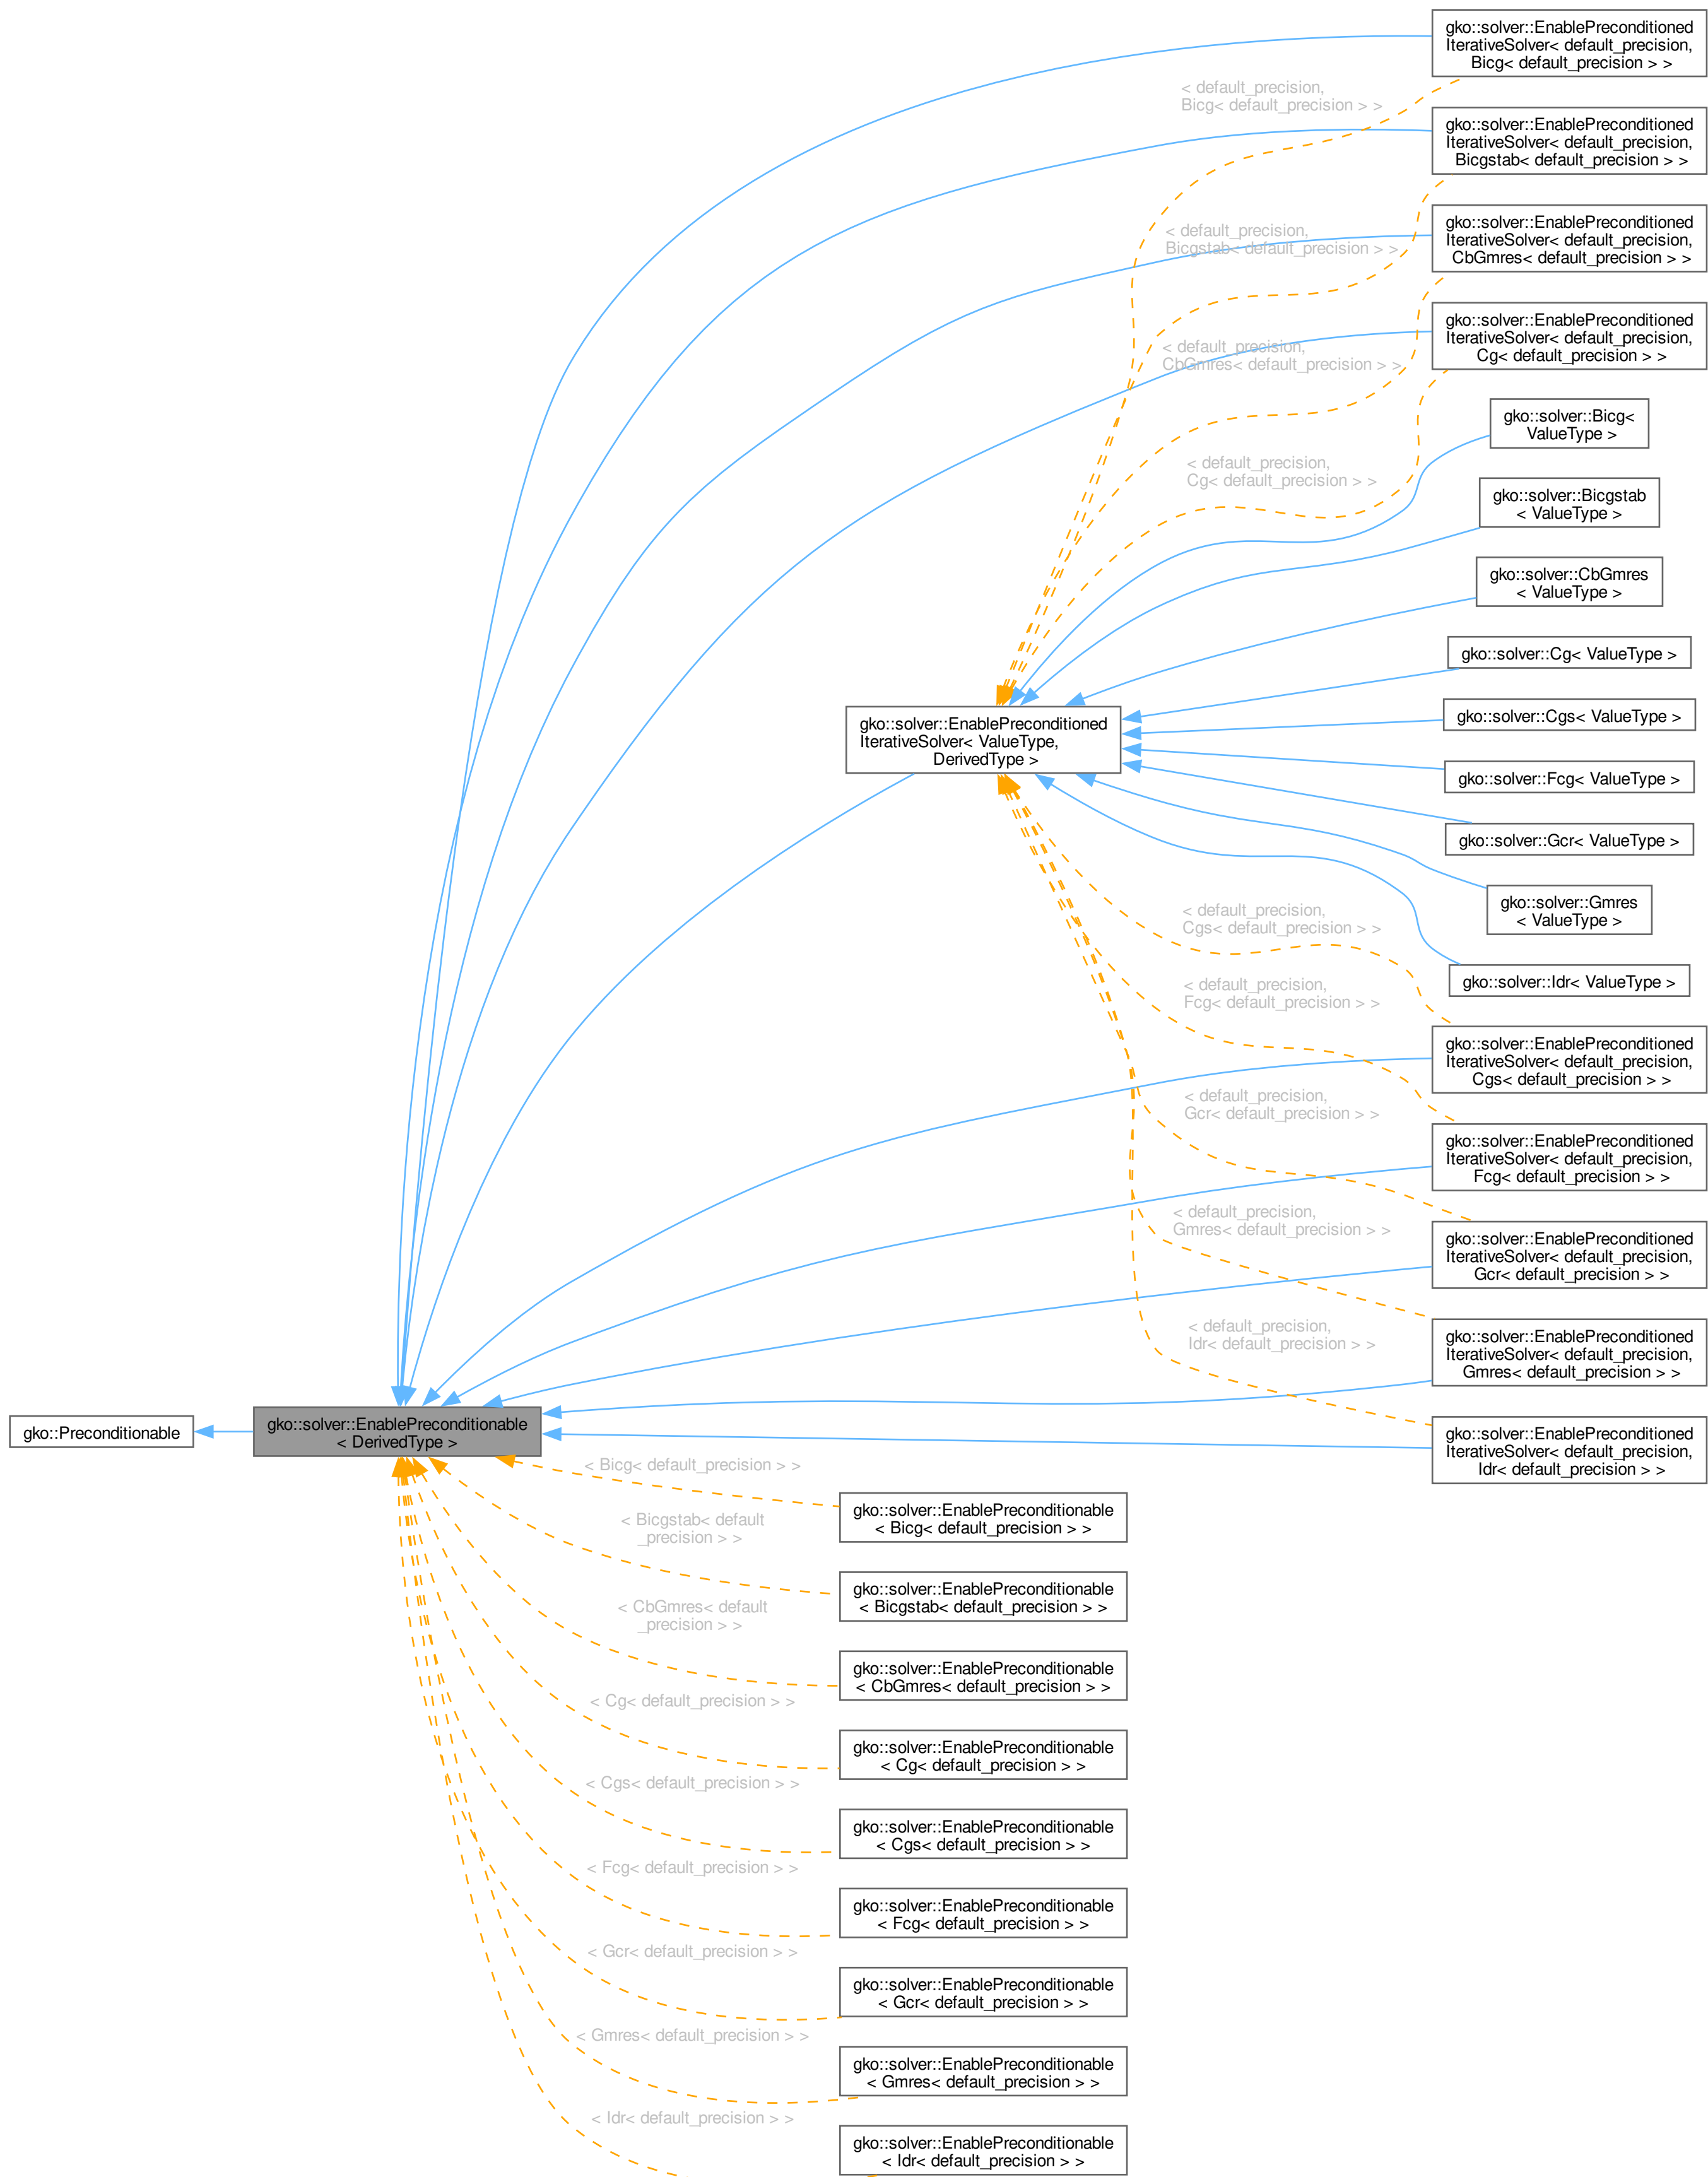 gko::solver::EnablePreconditioned
IterativeSolver< default_precision,
Bicg< default_precision > >
< default_precision,
Bicg< default_precision > >
gko::solver::EnablePreconditioned
IterativeSolver< default_precision,
Bicgstab< default_precision > >
< default_precision,
Bicgstab< default_precision > >
gko::solver::EnablePreconditioned
IterativeSolver< default_precision,
CbGmres< default_precision > >
< default_precision,
CbGmres< default_precision > >
gko::solver::EnablePreconditioned
IterativeSolver< default_precision,
Cg< default_precision > >
< default_precision,
Cg< default_precision > >
gko::solver::Bicg<
ValueType >
gko::solver::Bicgstab
< ValueType >
gko::solver::CbGmres
< ValueType >
gko::solver::Cg< ValueType >
gko::solver::EnablePreconditioned
IterativeSolver< ValueType,
DerivedType >
gko::solver::Cgs< ValueType >
gko::solver::Fcg< ValueType >
gko::solver::Gcr< ValueType >
gko::solver::Gmres
< ValueType >
gko::solver::Idr< ValueType >
< default_precision,
Cgs< default_precision > >
< default_precision,
Fcg< default_precision > >
gko::solver::EnablePreconditioned
IterativeSolver< default_precision,
Cgs< default_precision > >
< default_precision,
Gcr< default_precision > >
gko::solver::EnablePreconditioned
IterativeSolver< default_precision,
Fcg< default_precision > >
< default_precision,
Gmres< default_precision > >
gko::solver::EnablePreconditioned
IterativeSolver< default_precision,
Gcr< default_precision > >
< default_precision,
Idr< default_precision > >
gko::solver::EnablePreconditioned
IterativeSolver< default_precision,
Gmres< default_precision > >
gko::solver::EnablePreconditioned
IterativeSolver< default_precision,
Idr< default_precision > >
gko::Preconditionable
gko::solver::EnablePreconditionable
< DerivedType >
< Bicg< default_precision > >
gko::solver::EnablePreconditionable
< Bicg< default_precision > >
< Bicgstab< default
_precision > >
gko::solver::EnablePreconditionable
< Bicgstab< default_precision > >
< CbGmres< default
_precision > >
gko::solver::EnablePreconditionable
< CbGmres< default_precision > >
< Cg< default_precision > >
gko::solver::EnablePreconditionable
< Cg< default_precision > >
< Cgs< default_precision > >
gko::solver::EnablePreconditionable
< Cgs< default_precision > >
< Fcg< default_precision > >
gko::solver::EnablePreconditionable
< Fcg< default_precision > >
< Gcr< default_precision > >
gko::solver::EnablePreconditionable
< Gcr< default_precision > >
< Gmres< default_precision > >
gko::solver::EnablePreconditionable
< Gmres< default_precision > >
< Idr< default_precision > >
gko::solver::EnablePreconditionable
< Idr< default_precision > >